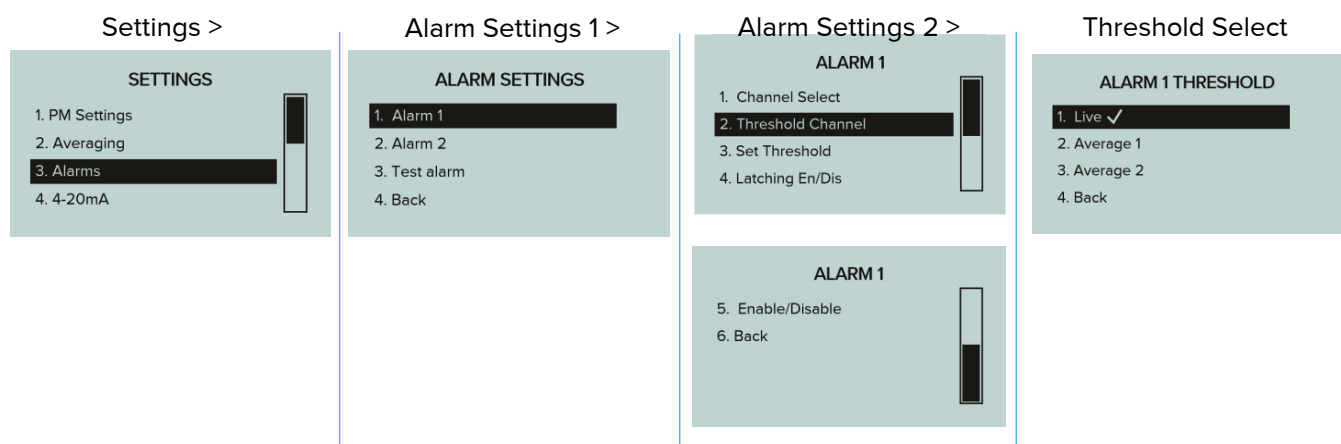 Settings >
SETTINGS
1. PM Settings
2. Averaging
3. Alarms
4. 4-20mA
Alarm Settings 1 >
ALARM SETTINGS
1. Alarm 1
2. Alarm 2
3. Test alarm
4. Back
Alarm Settings 2 >
ALARM 1
1. Channel Select
2. Threshold Channel
3. Set Threshold
4. Latching En/Dis
ALARM 1
5. Enable/Disable
6. Back
Threshold Select
ALARM 1 THRESHOLD
1. Live ✓
2. Average 1
3. Average 2
4. Back